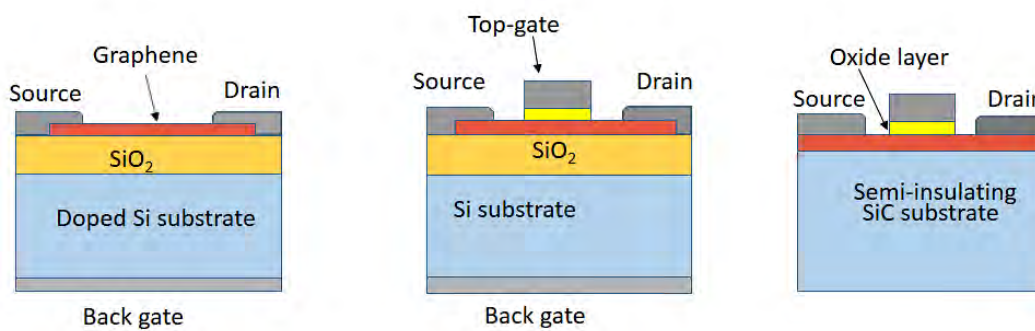 Graphene
Source
Drain
SiO₂
Doped Si substrate
Back gate
Top-gate
Source
Drain
SiO₂
Si substrate
Back gate
Oxide layer
Source
Drain
Semi-insulating
SiC substrate